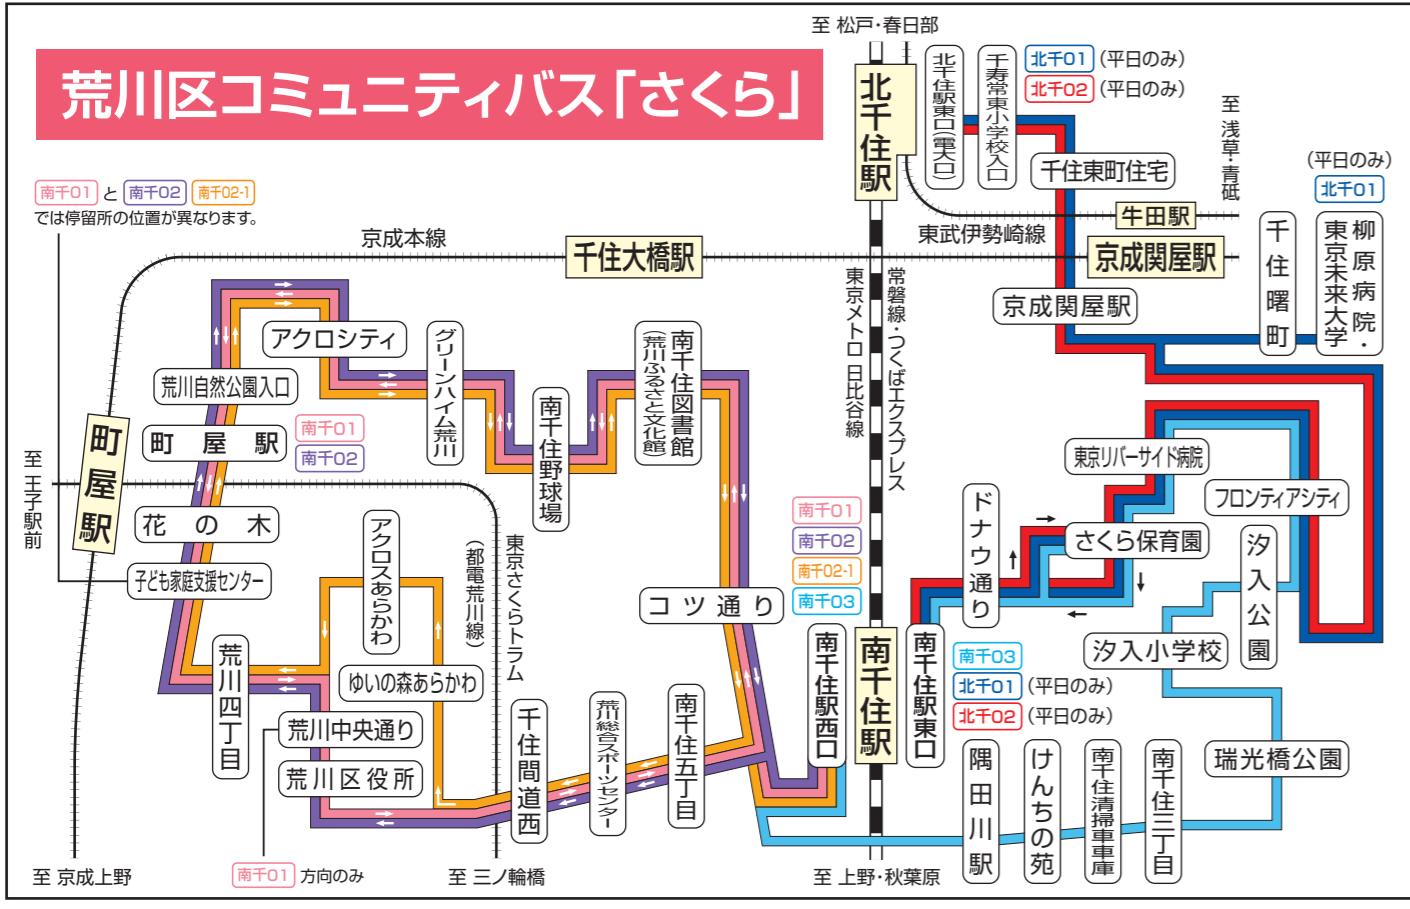 至 松戸・春日部
荒川区コミュニティバス「さくら」
北千住駅
北千住駅東口(電大口)
千寿常東小学校入口
北千01 (平日のみ)
北千02 (平日のみ)
至 浅草・青砥
(平日のみ)
北千01
千住東町住宅
牛田駅
東武伊勢崎線
京成関屋駅
京成関屋駅
千住曙町
柳原病院・
東京未来大学
南千01 と 南千02 南千02-1
では停留所の位置が異なります。
京成本線
千住大橋駅
常磐線・つくばエクスプレス
東京メトロ 日比谷線
アクロシティ
グリーンハイム荒川
南千住野球場
南千住図書館
(荒川ふるさと文化館)
荒川自然公園入口
町屋駅
南千01
南千02
町屋駅
至 王子駅前
花の木
子ども家庭支援センター
アクロスあらかわ
東京さくらトラム
(都電荒川線)
ゆいの森あらかわ
荒川四丁目
荒川中央通り
荒川区役所
千住間道西
荒川総合スポーツセンター
南千住五丁目
コツ通り
南千01
南千02
南千02-1
南千03
南千住駅西口
南千住駅
南千住駅東口
南千03
北千01 (平日のみ)
北千02 (平日のみ)
ドナウ通り
さくら保育園
東京リバーサイド病院
フロンティアシティ
汐入公園
汐入小学校
瑞光橋公園
南千住三丁目
南千住清掃車車庫
けんちの苑
隅田川駅
至 京成上野
南千01 方向のみ
至 三ノ輪橋
至 上野・秋葉原